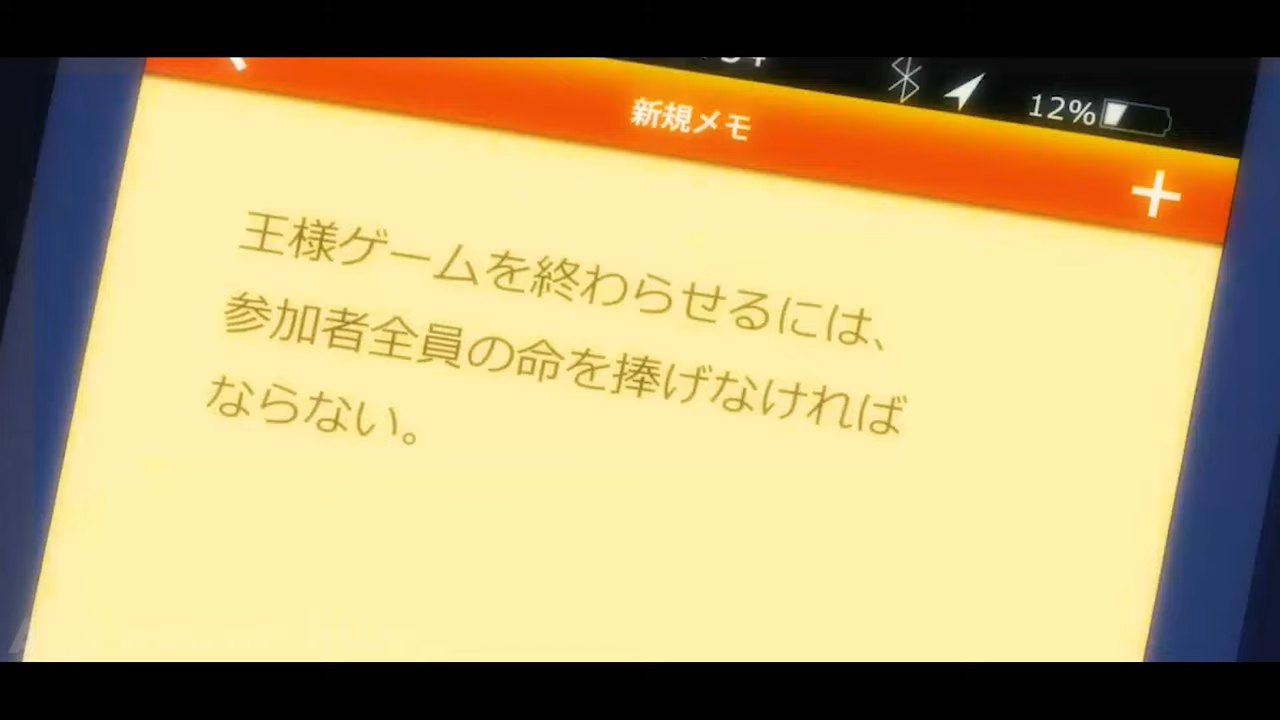 12%
新規メモ
王様ゲームを終わらせるには、
参加者全員の命を捧げなければ
ならない。